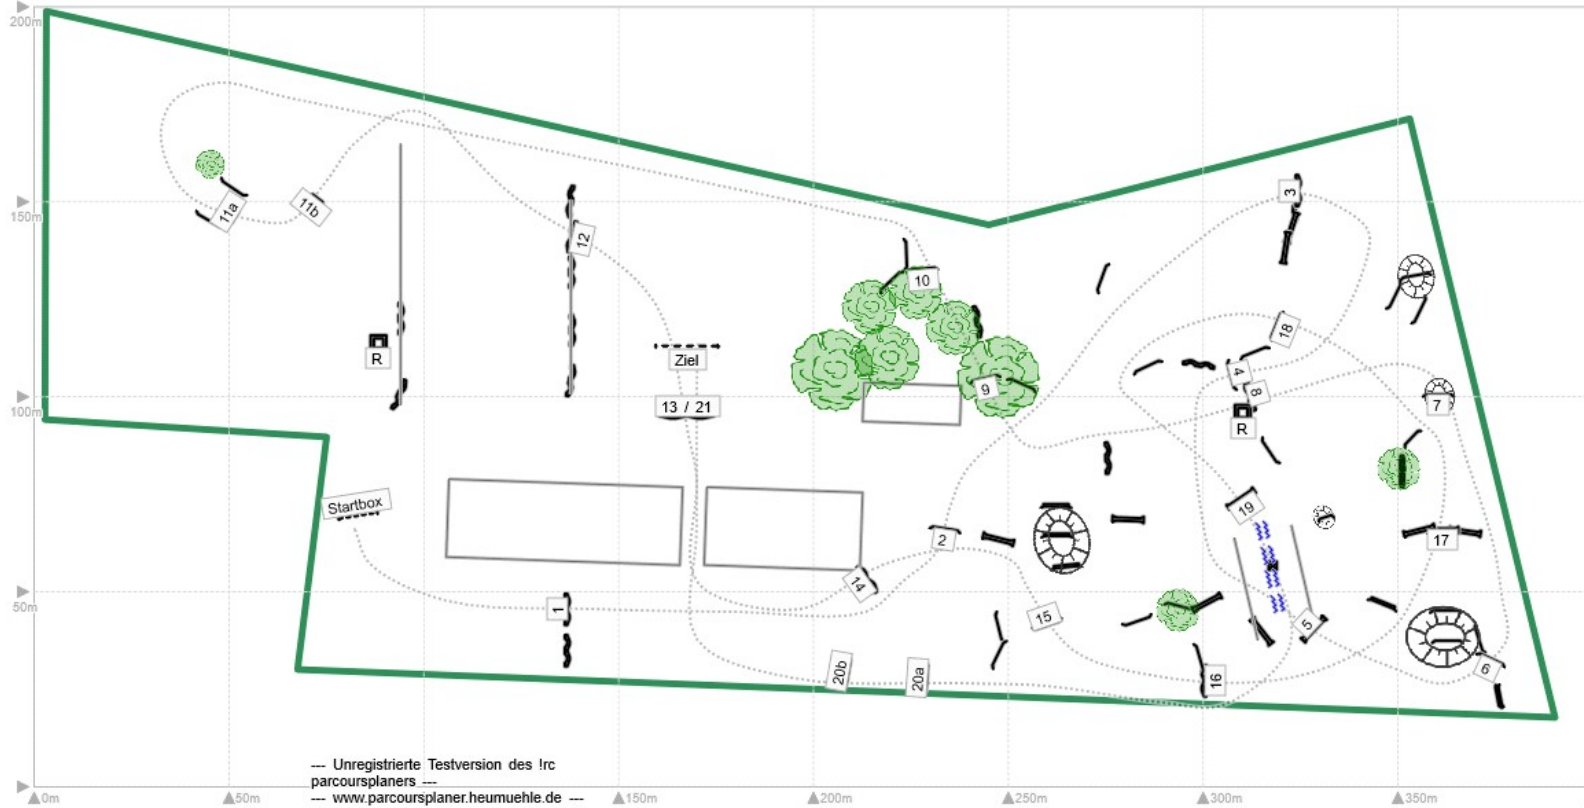 200m
3
150m
11a
11b
12
10
18
R
Ziel
4
8
9
13 / 21
7
R
100m
Startbox
19
2
17
14
50m
1
15
5
20b
20a
16
6
--- Unregistrierte Testversion des !rc
parcoursplaners ---
--- www.parcoursplaner.heumuehle.de ---
0m
50m
150m
200m
250m
300m
350m